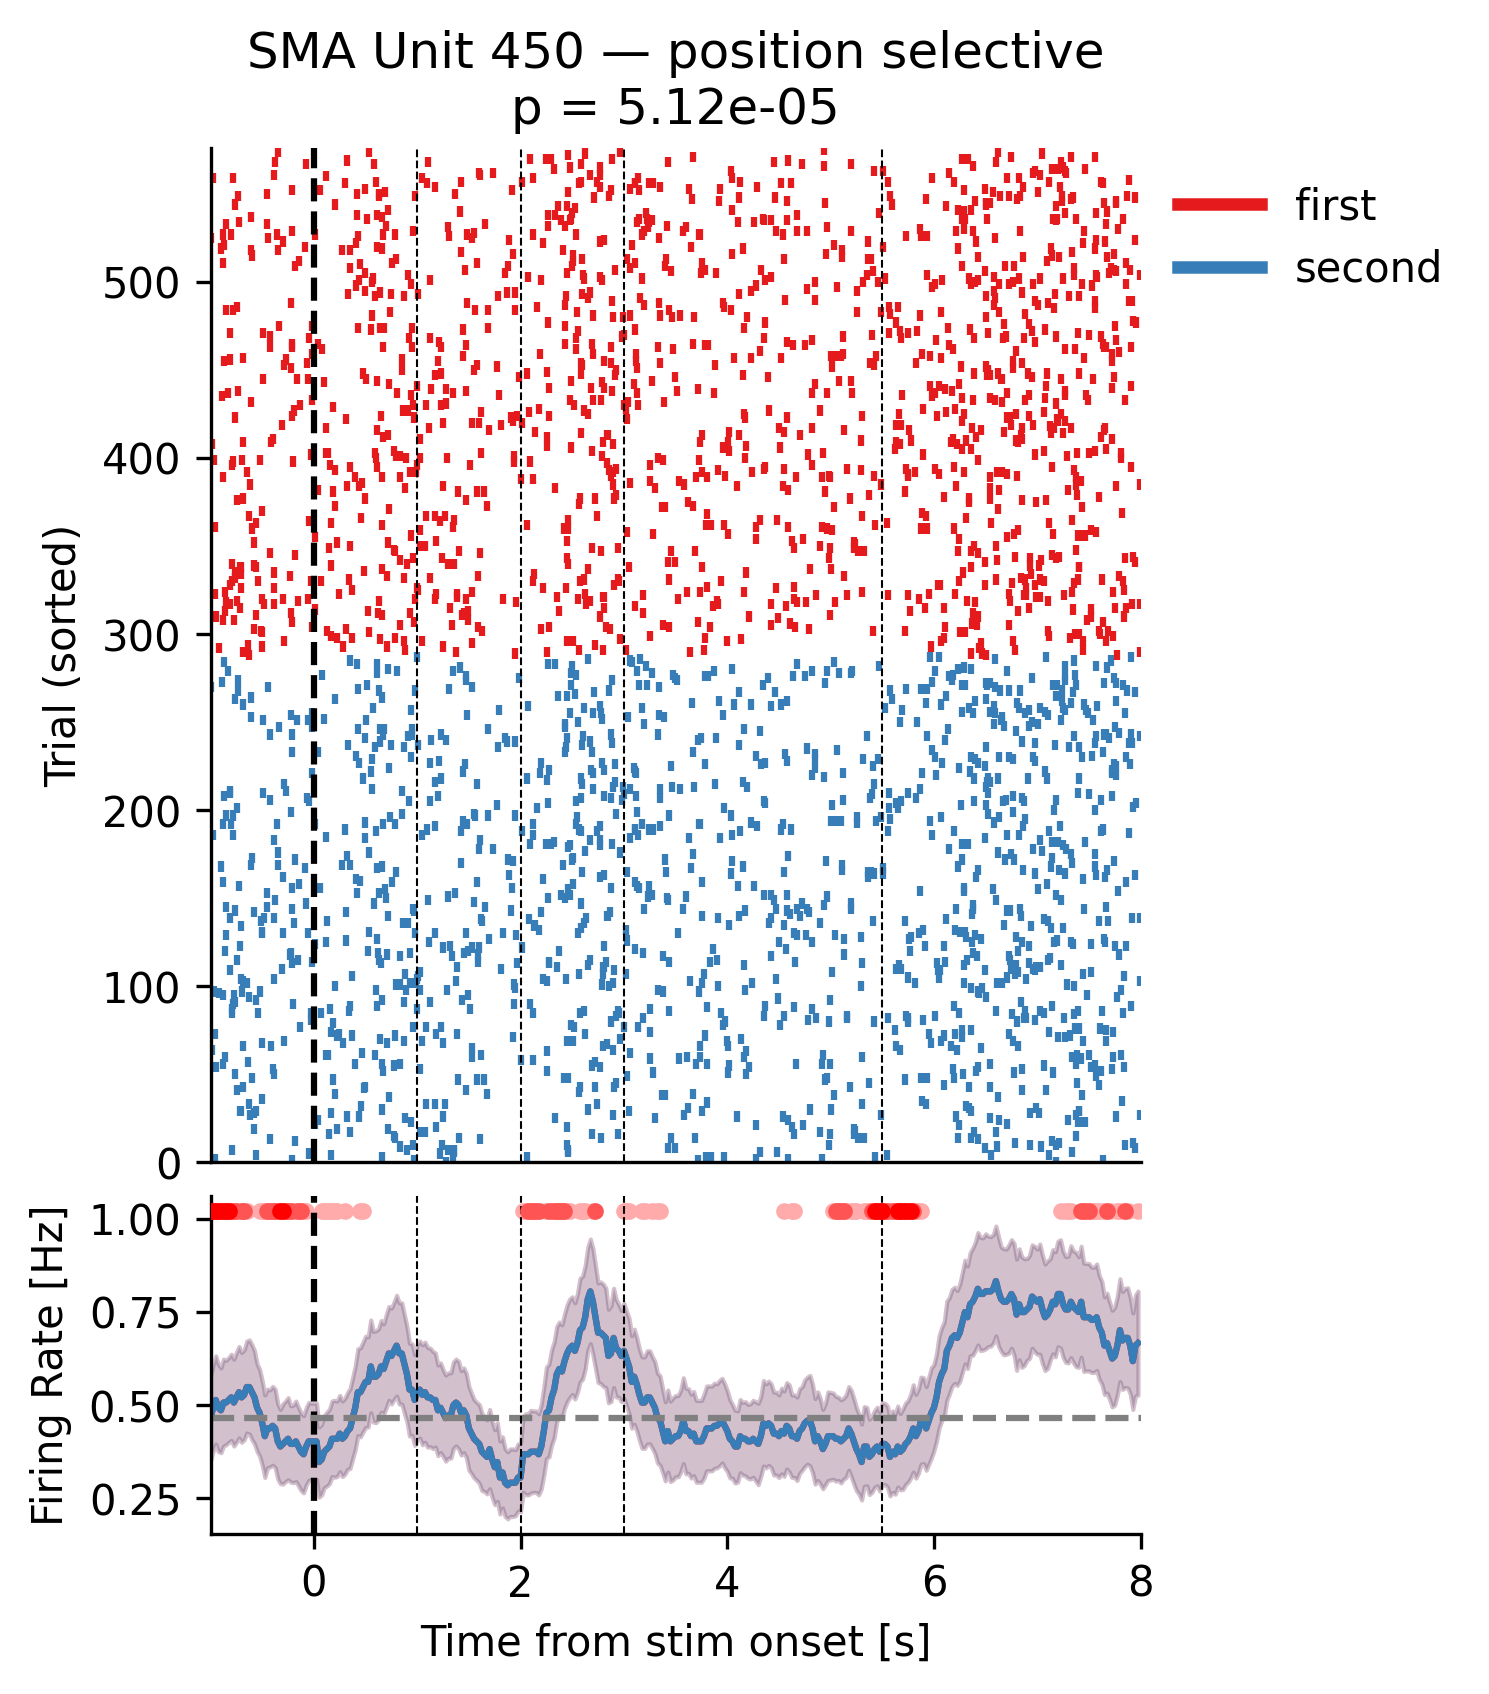 SMA Unit 450 — position selective
p = 5.12e-05
first
second
Trial (sorted)
500
400
300
200
100
0
Firing Rate [Hz]
1.00
0.75
0.50
0.25
0 2 4 6 8
Time from stim onset [s]